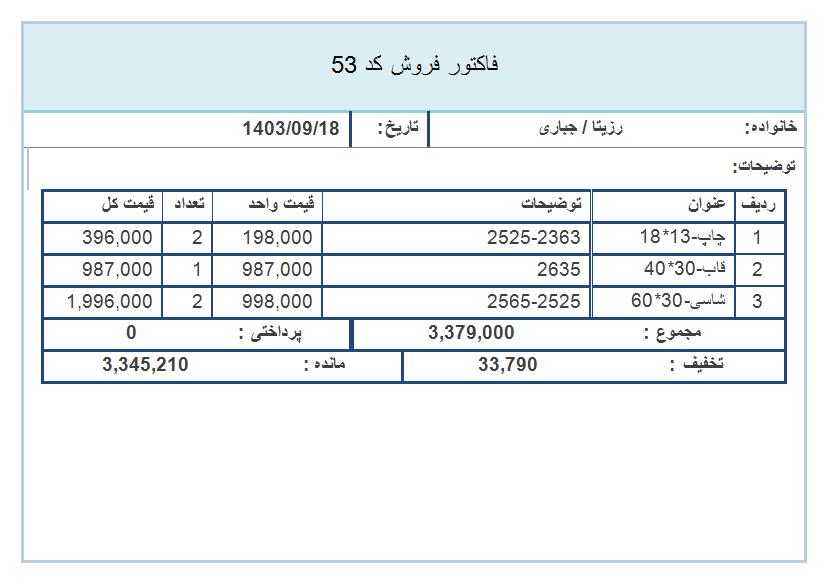 فاکتور فروش کد 53
خانواده: رزیتا / جباری تاریخ: 1403/09/18
توضیحات:
ردیف عنوان توضیحات قیمت واحد تعداد قیمت کل
1 چاپ-13*18 2525-2363 198,000 2 396,000
2 قاب-30*40 2635 987,000 1 987,000
3 شاسی-30*60 2565-2525 998,000 2 1,996,000
مجموع : 3,379,000 پرداختی : 0
تخفیف : 33,790 مانده : 3,345,210